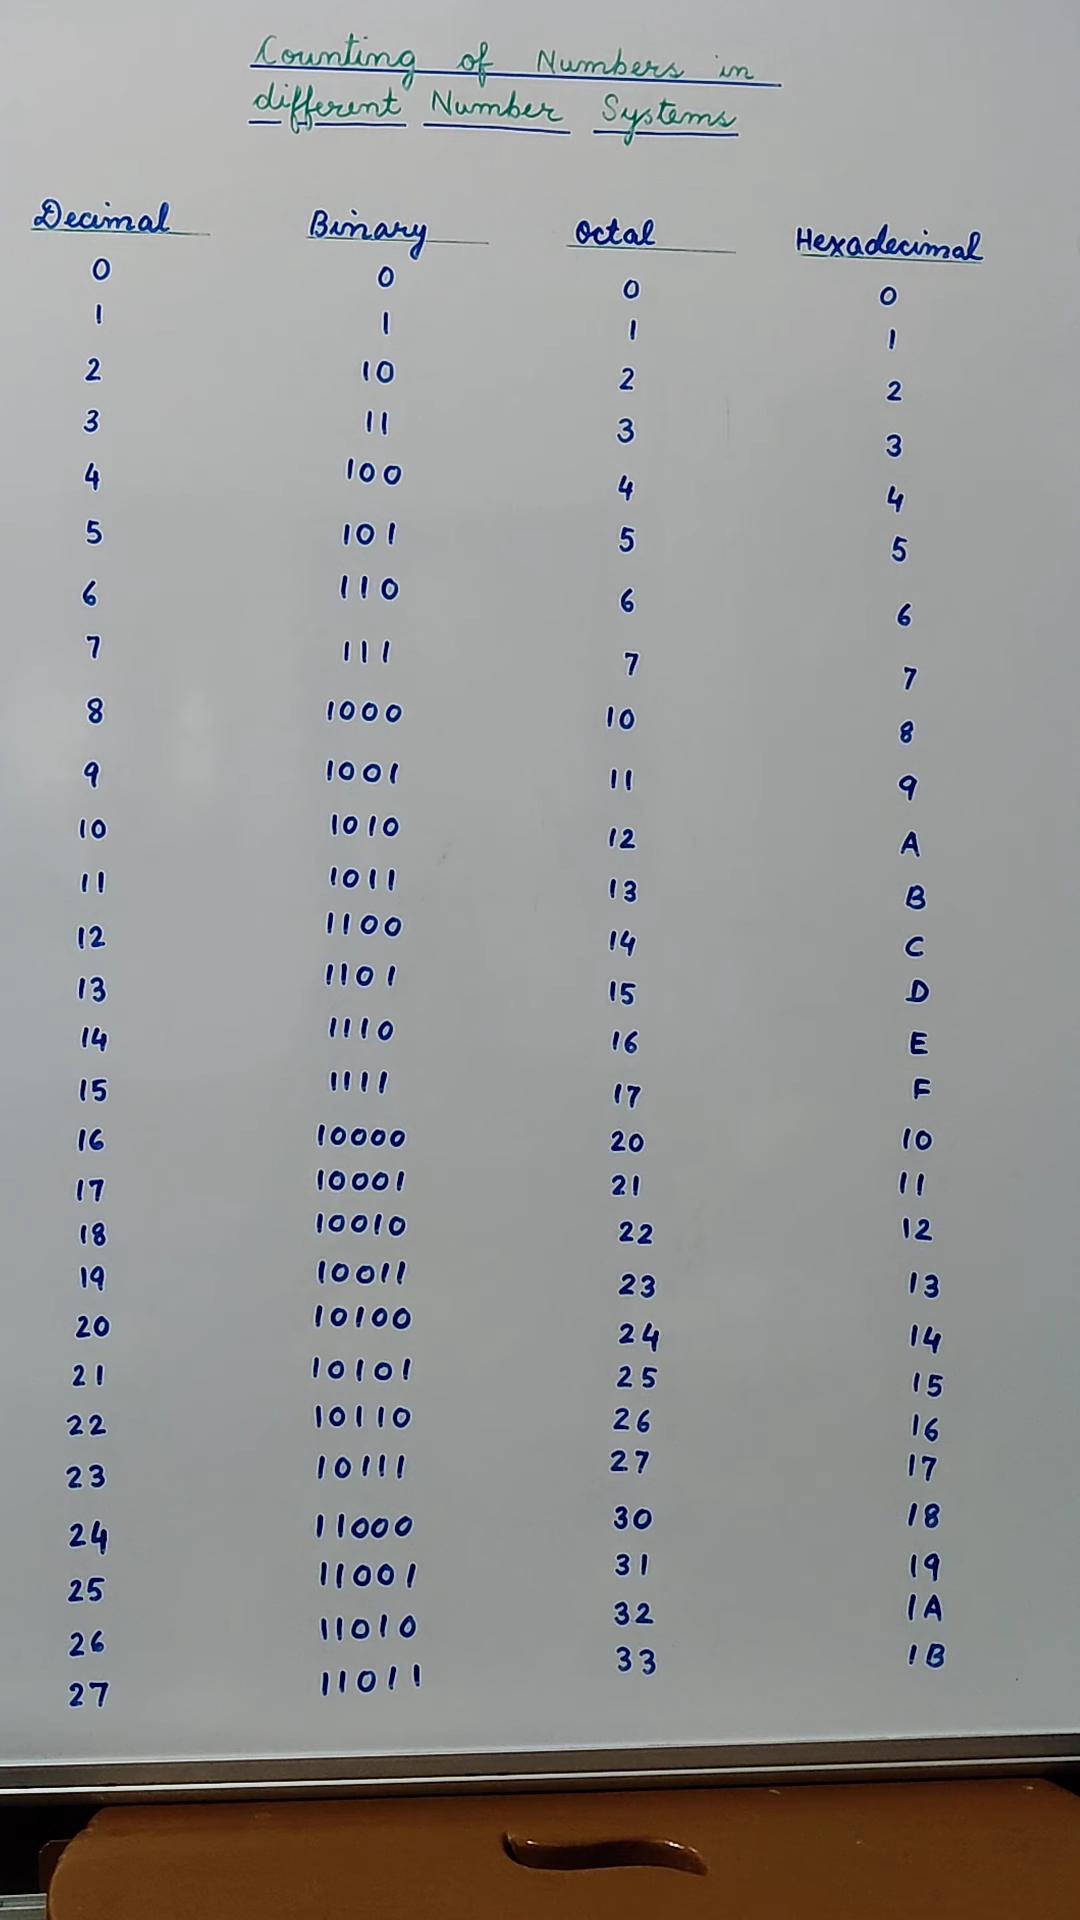 Counting of Numbers in
different Number Systems
Decimal Binary Octal Hexadecimal
0 0 0 0
1 1 1 1
2 10 2 2
3 11 3 3
4 100 4 4
5 101 5 5
6 110 6 6
7 111 7 7
8 1000 10 8
9 1001 11 9
10 1010 12 A
11 1011 13 B
12 1100 14 C
13 1101 15 D
14 1110 16 E
15 1111 17 F
16 10000 20 10
17 10001 21 11
18 10010 22 12
19 10011 23 13
20 10100 24 14
21 10101 25 15
22 10110 26 16
23 10111 27 17
24 11000 30 18
25 11001 31 19
26 11010 32 1A
27 11011 33 1B